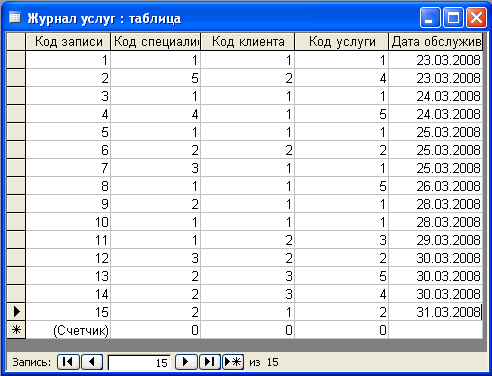 Журнал услуг : таблица
Код записи Код специали Код клиента Код услуги Дата обслужив
1 1 1 1 23.03.2008
2 5 2 4 23.03.2008
3 1 1 1 24.03.2008
4 4 1 5 24.03.2008
5 1 1 1 25.03.2008
6 2 2 2 25.03.2008
7 3 1 1 25.03.2008
8 1 1 5 26.03.2008
9 2 1 1 28.03.2008
10 1 1 1 28.03.2008
11 1 2 3 29.03.2008
12 3 2 2 30.03.2008
13 2 3 5 30.03.2008
14 2 3 4 30.03.2008
15 2 1 2 31.03.2008
(Счетчик) 0 0 0
Запись: 15 из 15